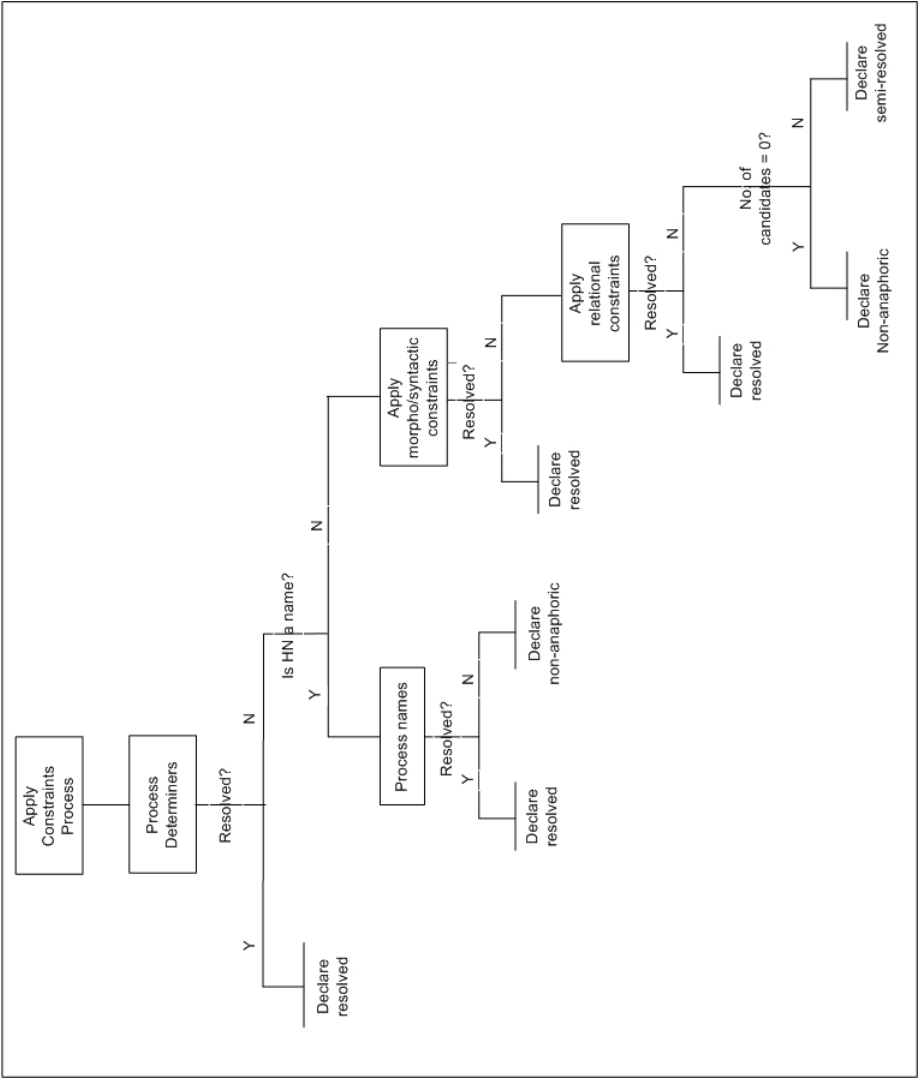 Apply
Constraints
Process
Process
Determiners
Resolved?
Y
N
Declare
resolved
Is HN a name?
Y
N
Process names
Resolved?
Y
N
Declare
resolved
Declare
non-anaphoric
Apply
morpho/syntactic
constraints
Resolved?
Y
N
Declare
resolved
Apply
relational
constraints
Resolved?
Y
N
Declare
resolved
No. of
candidates = 0?
Y
N
Declare
Non-anaphoric
Declare
semi-resolved